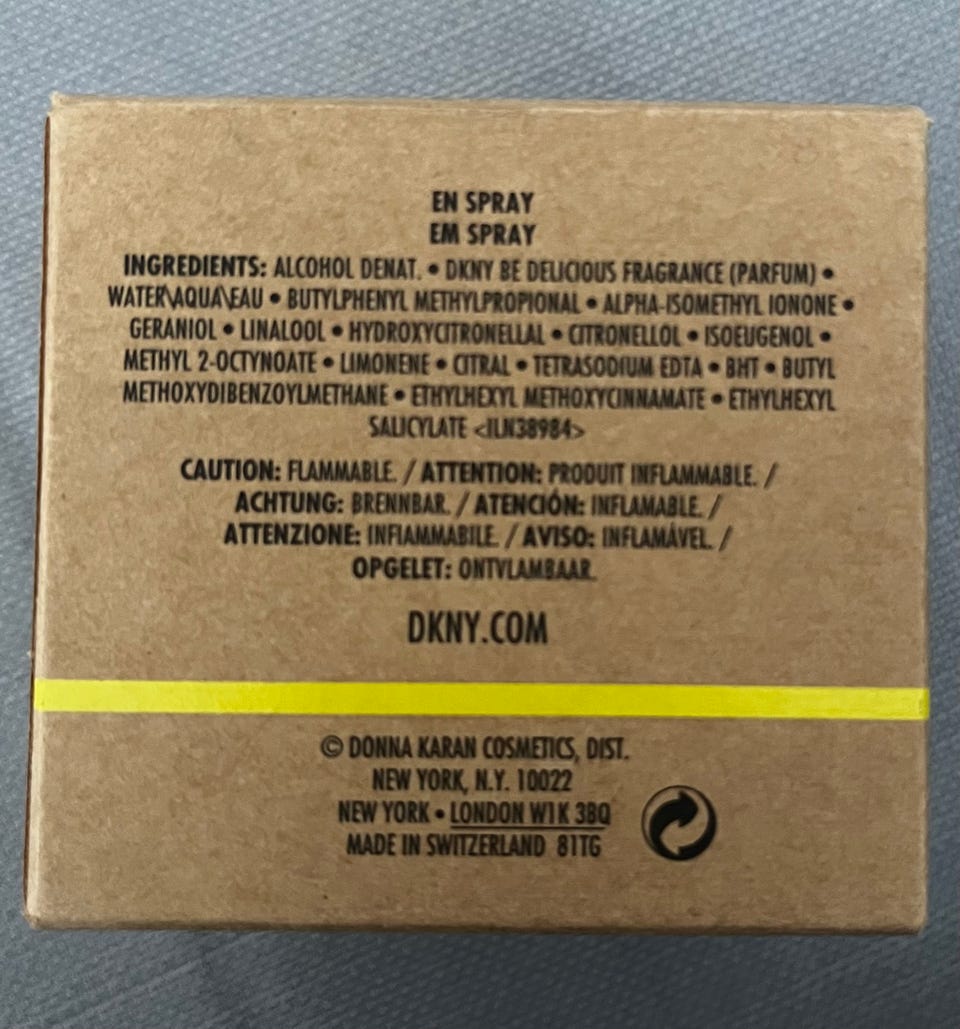 EN SPRAY
EM SPRAY
INGREDIENTS: ALCOHOL DENAT. • DKNY BE DELICIOUS FRAGRANCE (PARFUM) •
WATER\AQUA\EAU • BUTYLPHENYL METHYLPROPIONAL • ALPHA-ISOMETHYL IONONE •
GERANIOL • LINALOOL • HYDROXYCITRONELLAL • CITRONELLOL • ISOEUGENOL •
METHYL 2-OCTYNOATE • LIMONENE • CITRAL • TETRASODIUM EDTA • BHT • BUTYL
METHOXYDIBENZOYLMETHANE • ETHYLHEXYL METHOXYCINNAMATE • ETHYLHEXYL
SALICYLATE <ILN38984>
CAUTION: FLAMMABLE. / ATTENTION: PRODUIT INFLAMMABLE. /
ACHTUNG: BRENNBAR. / ATENCIÓN: INFLAMABLE. /
ATTENZIONE: INFIAMMABILE. / AVISO: INFLAMÁVEL. /
OPGELET: ONTVLAMBAAR.
DKNY.COM
© DONNA KARAN COSMETICS, DIST.
NEW YORK, N.Y. 10022
NEW YORK • LONDON W1K 3BQ
MADE IN SWITZERLAND 81TG